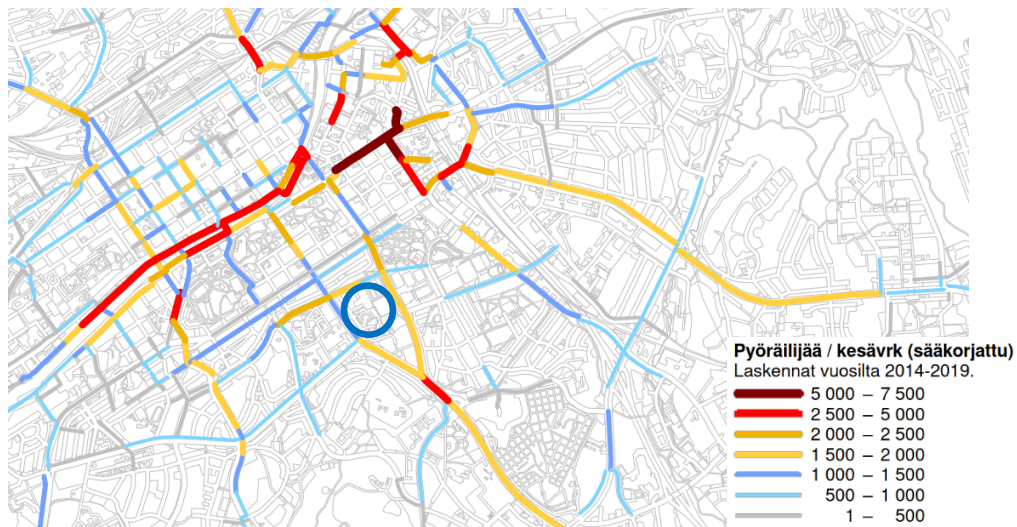 Pyöräilijää / kesävrk (sääkorjattu)
Laskennat vuosilta 2014-2019.
5 000 – 7 500
2 500 – 5 000
2 000 – 2 500
1 500 – 2 000
1 000 – 1 500
500 – 1 000
1 – 500